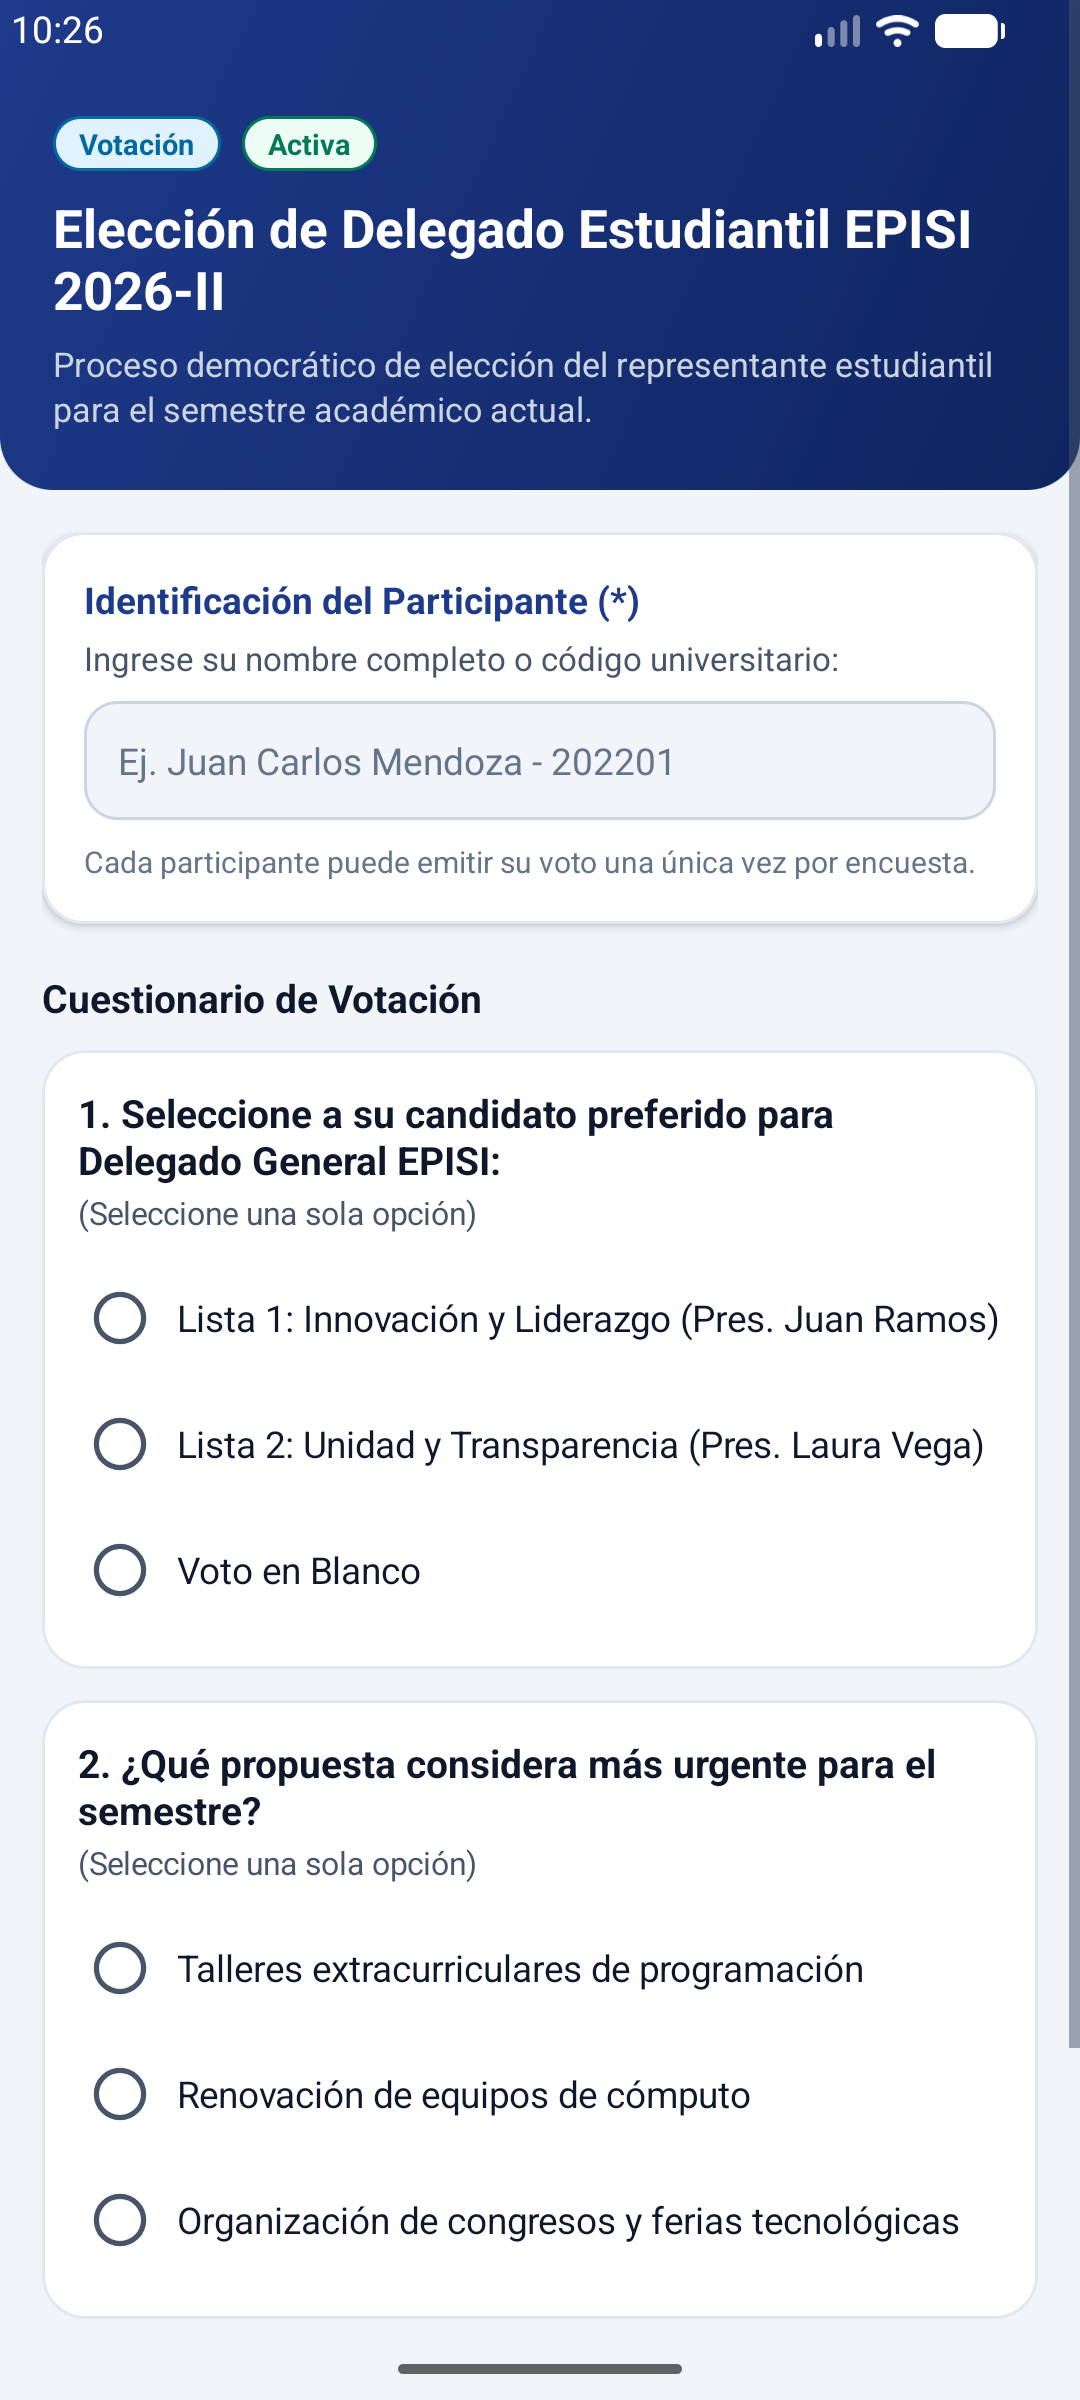 10:26
Votación
Activa
Elección de Delegado Estudiantil EPISI
2026-II
Proceso democrático de elección del representante estudiantil
para el semestre académico actual.
Identificación del Participante (*)
Ingrese su nombre completo o código universitario:
Ej. Juan Carlos Mendoza - 202201
Cada participante puede emitir su voto una única vez por encuesta.
Cuestionario de Votación
1. Seleccione a su candidato preferido para
Delegado General EPISI:
(Seleccione una sola opción)
Lista 1: Innovación y Liderazgo (Pres. Juan Ramos)
Lista 2: Unidad y Transparencia (Pres. Laura Vega)
Voto en Blanco
2. ¿Qué propuesta considera más urgente para el
semestre?
(Seleccione una sola opción)
Talleres extracurriculares de programación
Renovación de equipos de cómputo
Organización de congresos y ferias tecnológicas